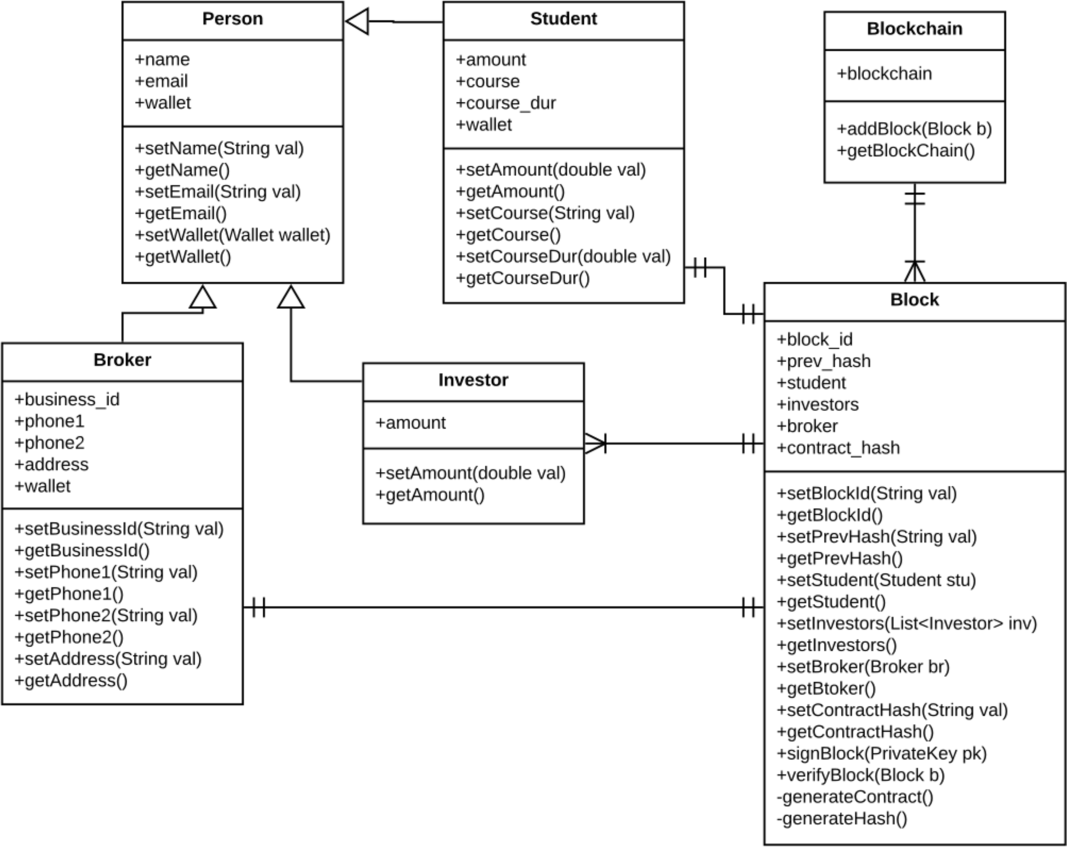 Person
+name
+email
+wallet
+setName(String val)
+getName()
+setEmail(String val)
+getEmail()
+setWallet(Wallet wallet)
+getWallet()
Student
+amount
+course
+course_dur
+wallet
+setAmount(double val)
+getAmount()
+setCourse(String val)
+getCourse()
+setCourseDur(double val)
+getCourseDur()
Blockchain
+blockchain
+addBlock(Block b)
+getBlockChain()
Broker
+business_id
+phone1
+phone2
+address
+wallet
+setBusinessId(String val)
+getBusinessId()
+setPhone1(String val)
+getPhone1()
+setPhone2(String val)
+getPhone2()
+setAddress(String val)
+getAddress()
Investor
+amount
+setAmount(double val)
+getAmount()
Block
+block_id
+prev_hash
+student
+investors
+broker
+contract_hash
+setBlockId(String val)
+getBlockId()
+setPrevHash(String val)
+getPrevHash()
+setStudent(Student stu)
+getStudent()
+setInvestors(List<Investor> inv)
+getInvestors()
+setBroker(Broker br)
+getBtoker()
+setContractHash(String val)
+getContractHash()
+signBlock(PrivateKey pk)
+verifyBlock(Block b)
-generateContract()
-generateHash()